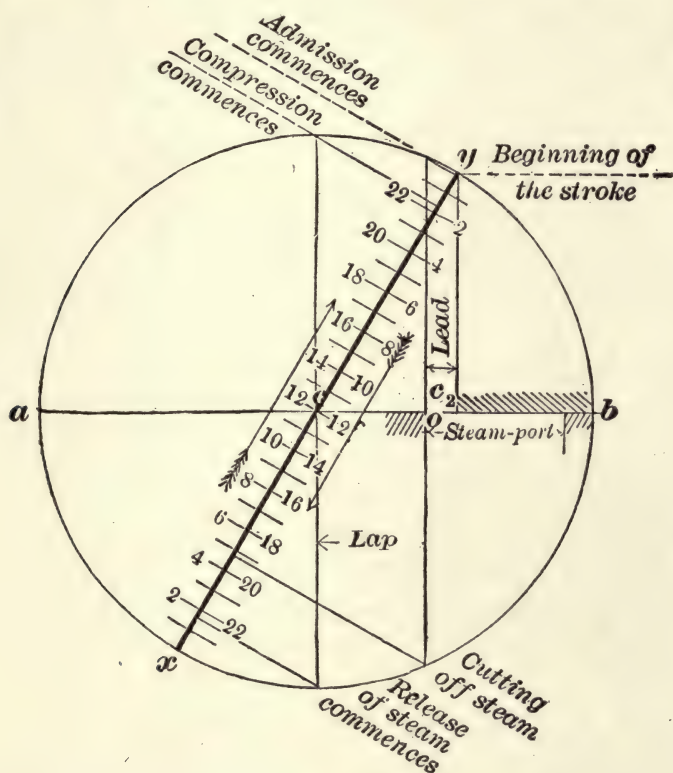 Admission
commences
Compression
commences
y Beginning of
the stroke
22
2
20
4
18
6
16
8
14
10
12
c
12
10
14
8
16
6
18
4
20
2
22
Lead
c₂
a
o
b
Steam-port
Lap
x
Cutting
off steam
Release
of steam
commences